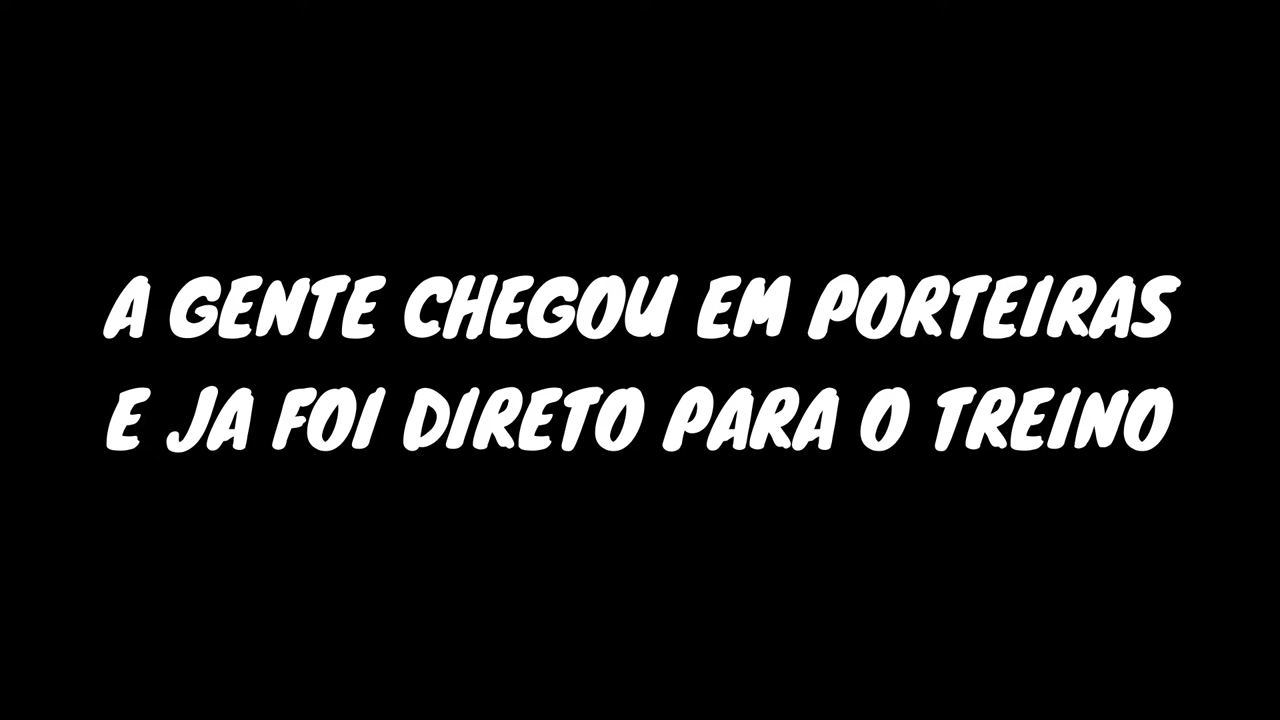 A GENTE CHEGOU EM PORTEIRAS
E JA FOI DIRETO PARA O TREINO